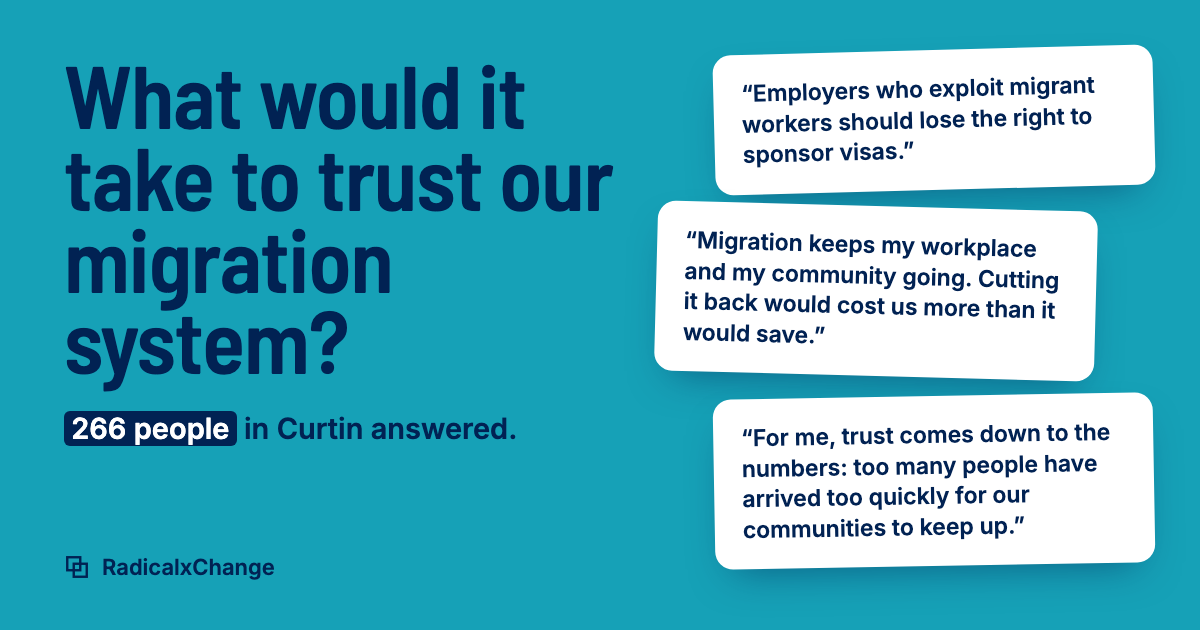 What would it
take to trust our
migration
system?
266 people in Curtin answered.
RadicalxChange
“Employers who exploit migrant
workers should lose the right to
sponsor visas.”
“Migration keeps my workplace
and my community going. Cutting
it back would cost us more than it
would save.”
“For me, trust comes down to the
numbers: too many people have
arrived too quickly for our
communities to keep up.”